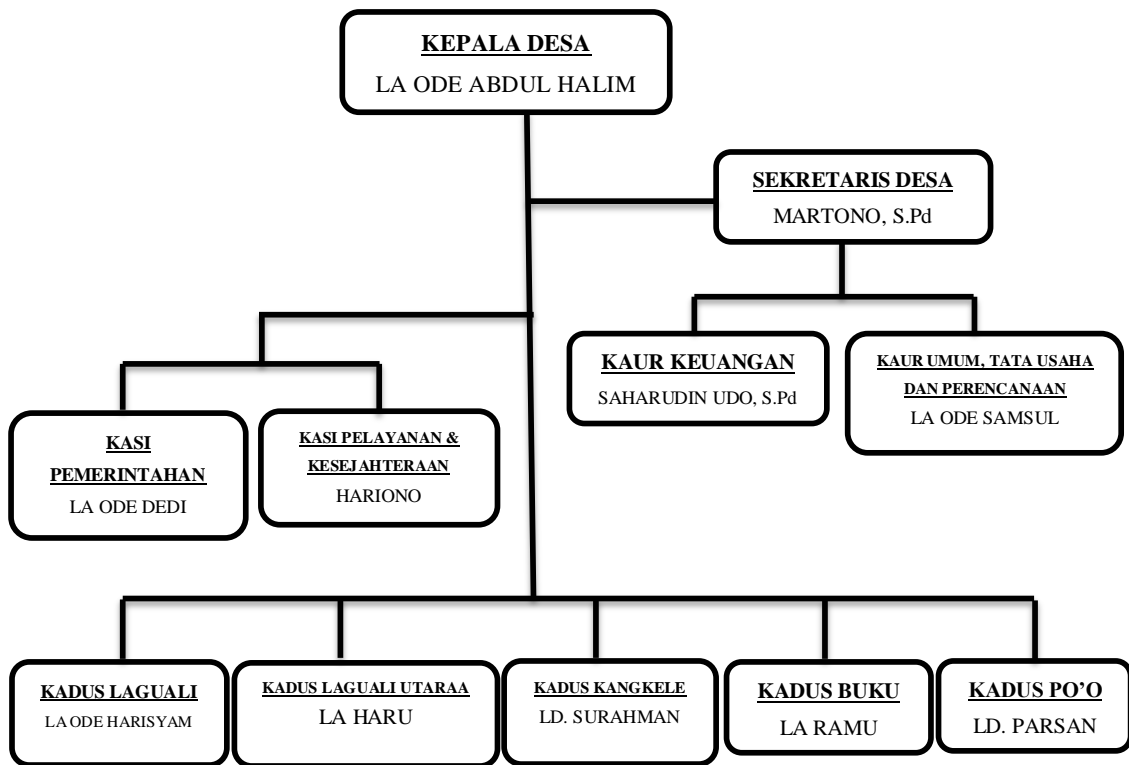 KEPALA DESA
LA ODE ABDUL HALIM
SEKRETARIS DESA
MARTONO, S.Pd
KAUR KEUANGAN
SAHARUDIN UDO, S.Pd
KAUR UMUM, TATA USAHA
DAN PERENCANAAN
LA ODE SAMSUL
KASI
PEMERINTAHAN
LA ODE DEDI
KASI PELAYANAN &
KESEJAHTERAAN
HARIONO
KADUS LAGUALI
LA ODE HARISYAM
KADUS LAGUALI UTARAA
LA HARU
KADUS KANGKELE
LD. SURAHMAN
KADUS BUKU
LA RAMU
KADUS PO’O
LD. PARSAN